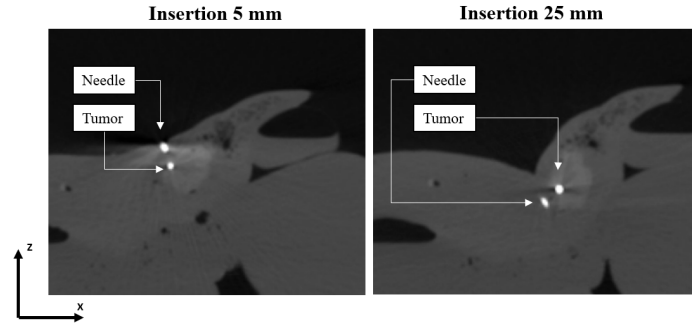 Insertion 5 mm
Insertion 25 mm
Needle
Tumor
Needle
Tumor
z
x